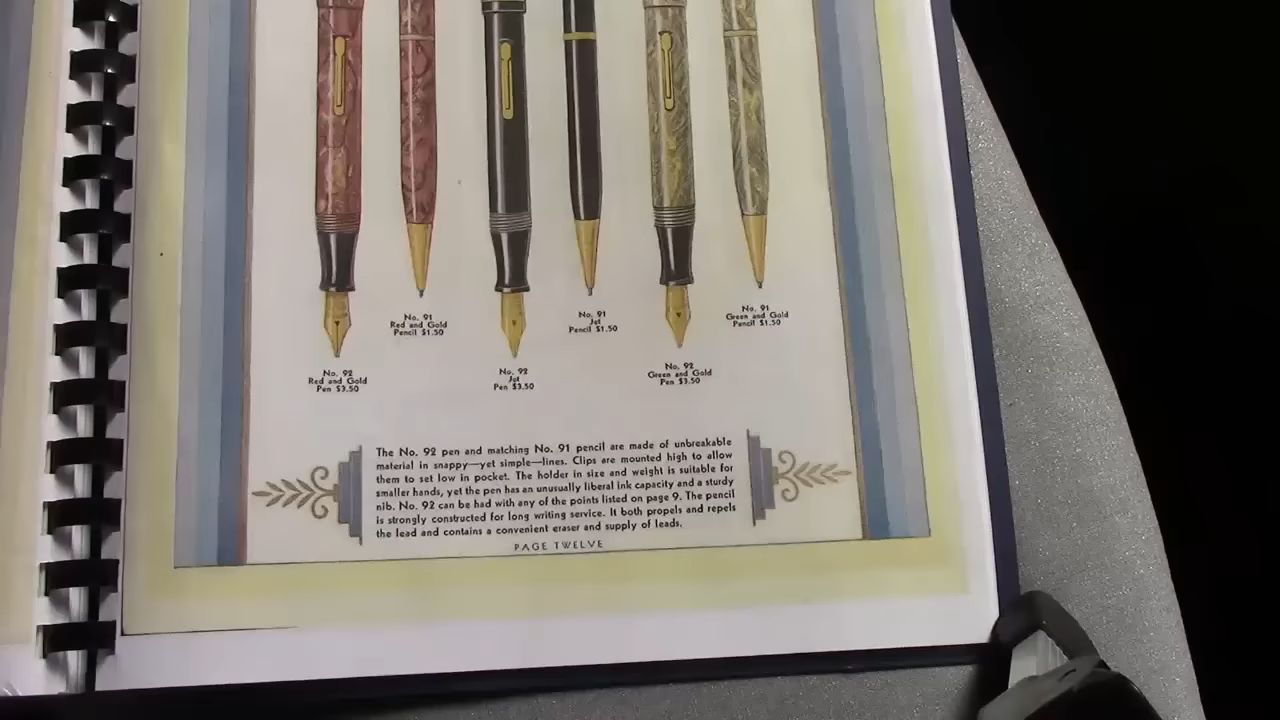 No. 91
Red and Gold
Pencil $1.50
No. 91
Jet
Pencil $1.50
No. 91
Green and Gold
Pencil $1.50
No. 92
Red and Gold
Pen $3.50
No. 92
Jet
Pen $3.50
No. 92
Green and Gold
Pen $3.50
The No. 92 pen and matching No. 91 pencil are made of unbreakable
material in snappy—yet simple—lines. Clips are mounted high to allow
them to set low in pocket. The holder in size and weight is suitable for
smaller hands, yet the pen has an unusually liberal ink capacity and a sturdy
nib. No. 92 can be had with any of the points listed on page 9. The pencil
is strongly constructed for long writing service. It both propels and repels
the lead and contains a convenient eraser and supply of leads.
PAGE TWELVE